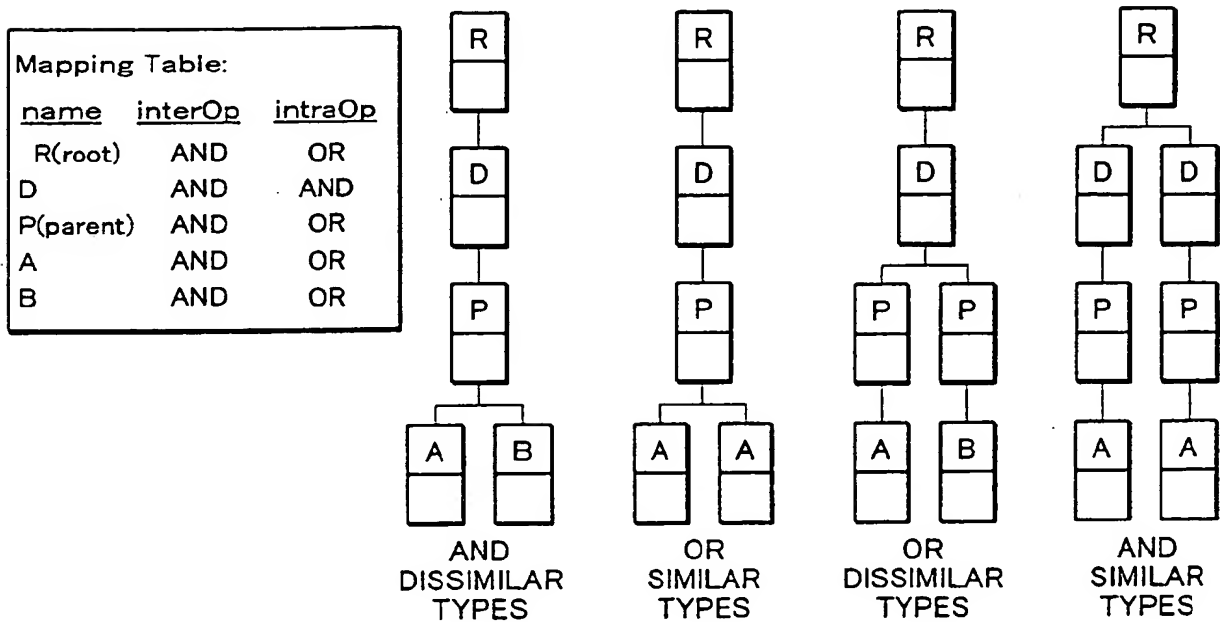 Mapping Table:
name interOp intraOp
R(root) AND OR
D AND AND
P(parent) AND OR
A AND OR
B AND OR
R
D
P
A B
AND
DISSIMILAR
TYPES
R
D
P
A A
OR
SIMILAR
TYPES
R
D
P P
A B
OR
DISSIMILAR
TYPES
R
D D
P P
A A
AND
SIMILAR
TYPES